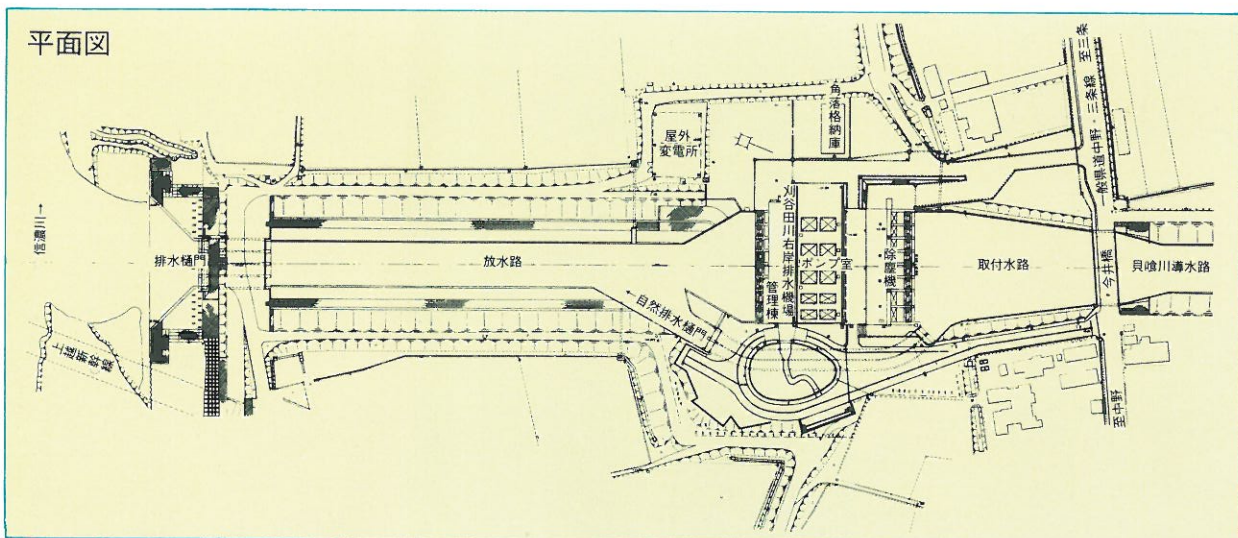 平面図
信濃川→
排水樋門
上越新幹線
放水路
屋外
変電所
角落格納庫
刈谷田川右岸排水機場
管理棟
ポンプ室
除塵機
←自然排水樋門
取付水路
一般県道中野・三条線
至三条
今井橋
貝喰川導水路
至中野